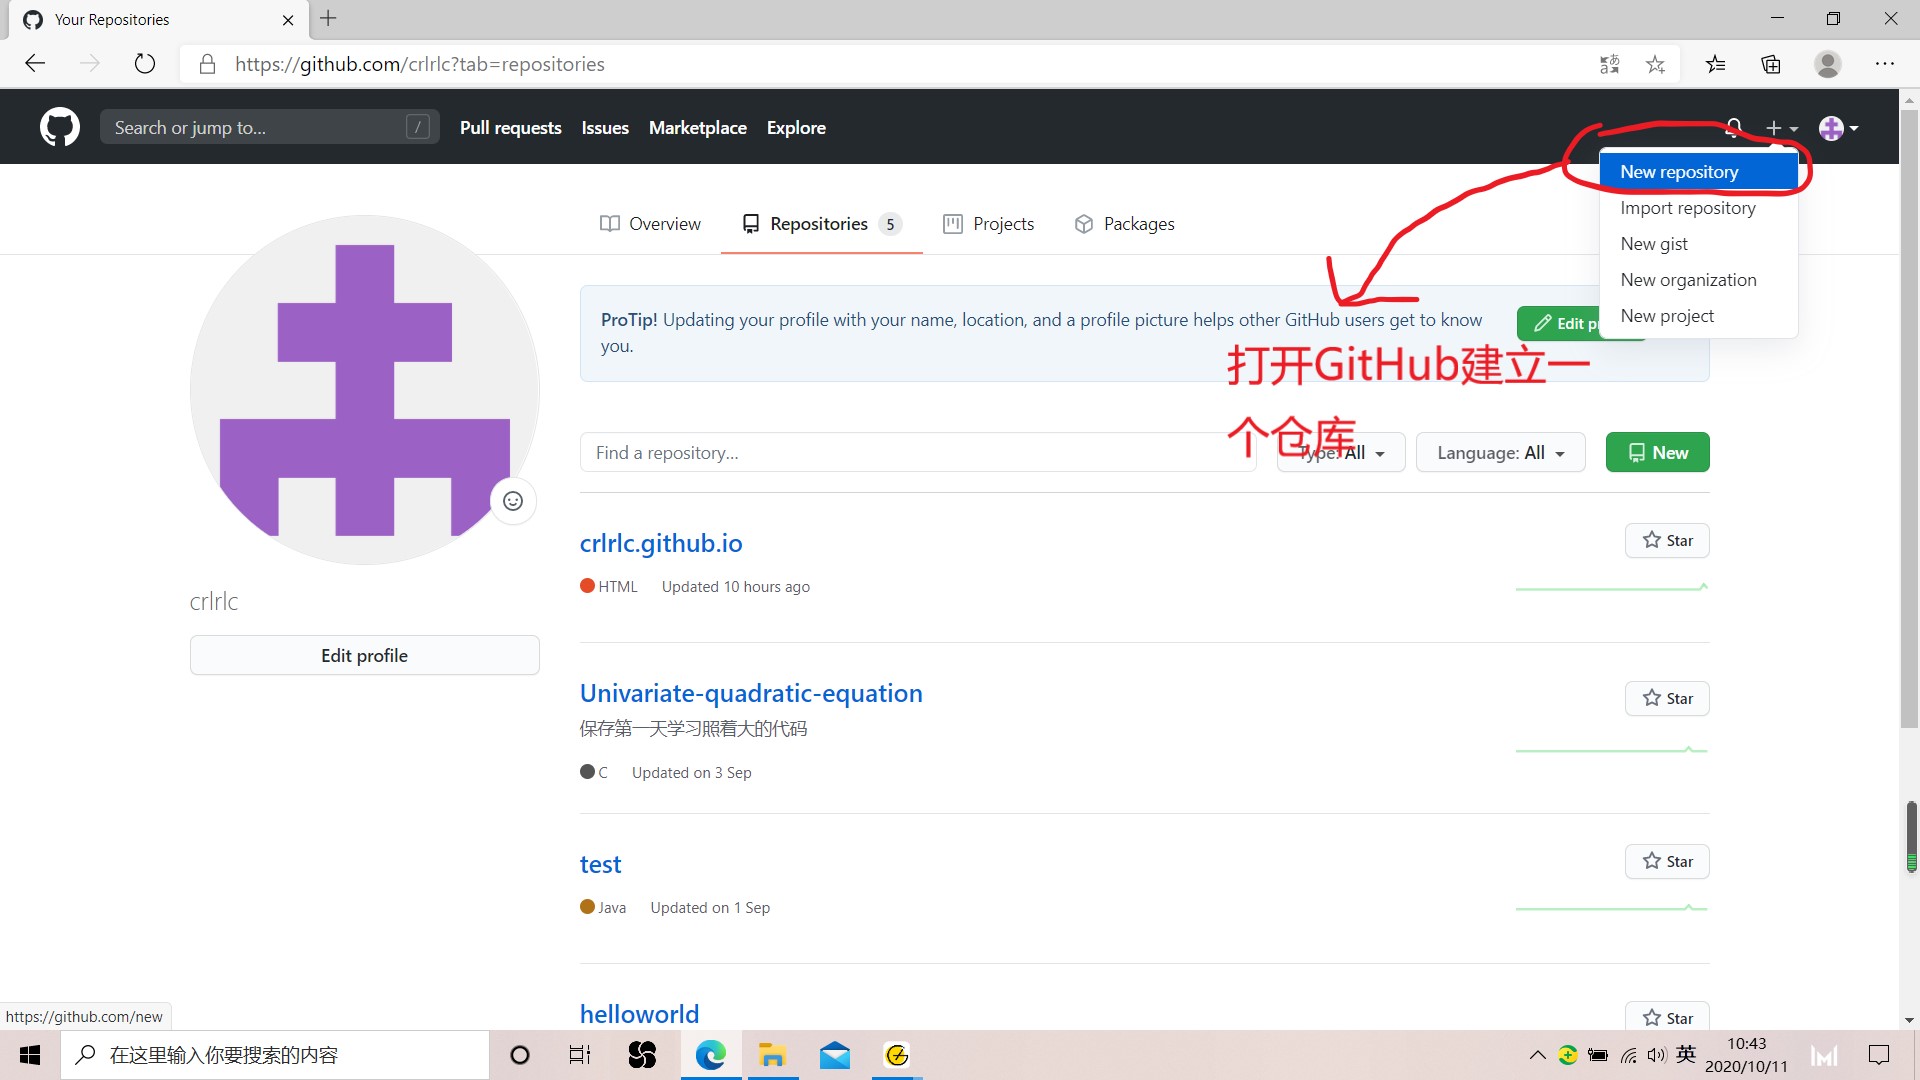 Your Repositories
https://github.com/crlrlc?tab=repositories
Search or jump to...
/
Pull requests
Issues
Marketplace
Explore
New repository
Import repository
New gist
New organization
New project
Overview
Repositories 5
Projects
Packages
ProTip! Updating your profile with your name, location, and a profile picture helps other GitHub users get to know
you.
Edit p
打开GitHub建立一
个仓库
Find a repository...
Type: All
Language: All
New
crlrlc.github.io
Star
HTML
Updated 10 hours ago
crlrlc
Edit profile
Univariate-quadratic-equation
Star
保存第一天学习照着大的代码
C
Updated on 3 Sep
test
Star
Java
Updated on 1 Sep
helloworld
Star
https://github.com/new
在这里输入你要搜索的内容
英
10:43
2020/10/11